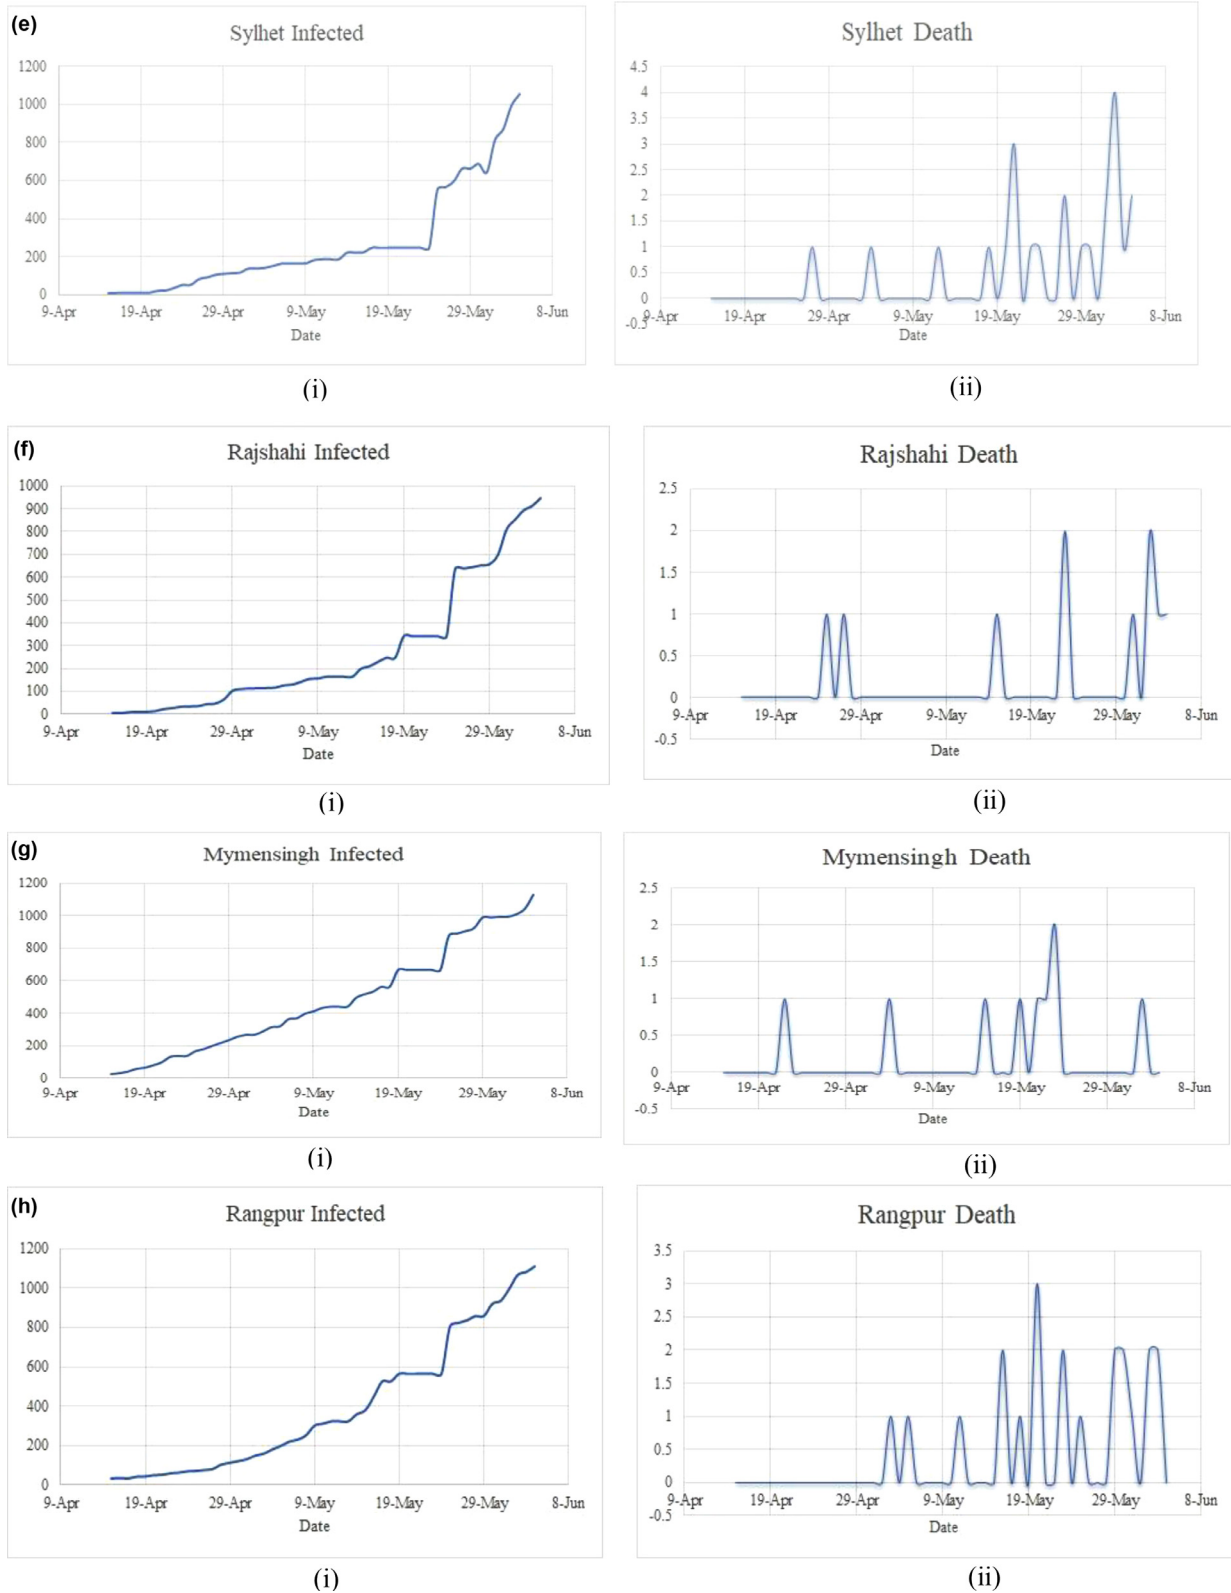 (e)
Sylhet Infected
1200
1000
800
600
400
200
0
9-Apr 19-Apr 29-Apr 9-May 19-May 29-May 8-Jun
Date
(i)
Sylhet Death
4.5
4
3.5
3
2.5
2
1.5
1
0.5
0
-0.5
9-Apr 19-Apr 29-Apr 9-May 19-May 29-May 8-Jun
Date
(ii)
(f)
Rajshahi Infected
1000
900
800
700
600
500
400
300
200
100
0
9-Apr 19-Apr 29-Apr 9-May 19-May 29-May 8-Jun
Date
(i)
Rajshahi Death
2.5
2
1.5
1
0.5
0
9-Apr 19-Apr 29-Apr 9-May 19-May 29-May 8-Jun
-0.5
Date
(ii)
(g)
Mymensingh Infected
1200
1000
800
600
400
200
0
9-Apr 19-Apr 29-Apr 9-May 19-May 29-May 8-Jun
Date
(i)
Mymensingh Death
2.5
2
1.5
1
0.5
0
9-Apr 19-Apr 29-Apr 9-May 19-May 29-May 8-Jun
-0.5
Date
(ii)
(h)
Rangpur Infected
1200
1000
800
600
400
200
0
9-Apr 19-Apr 29-Apr 9-May 19-May 29-May 8-Jun
Date
(i)
Rangpur Death
3.5
3
2.5
2
1.5
1
0.5
0
9-Apr 19-Apr 29-Apr 9-May 19-May 29-May 8-Jun
-0.5
Date
(ii)